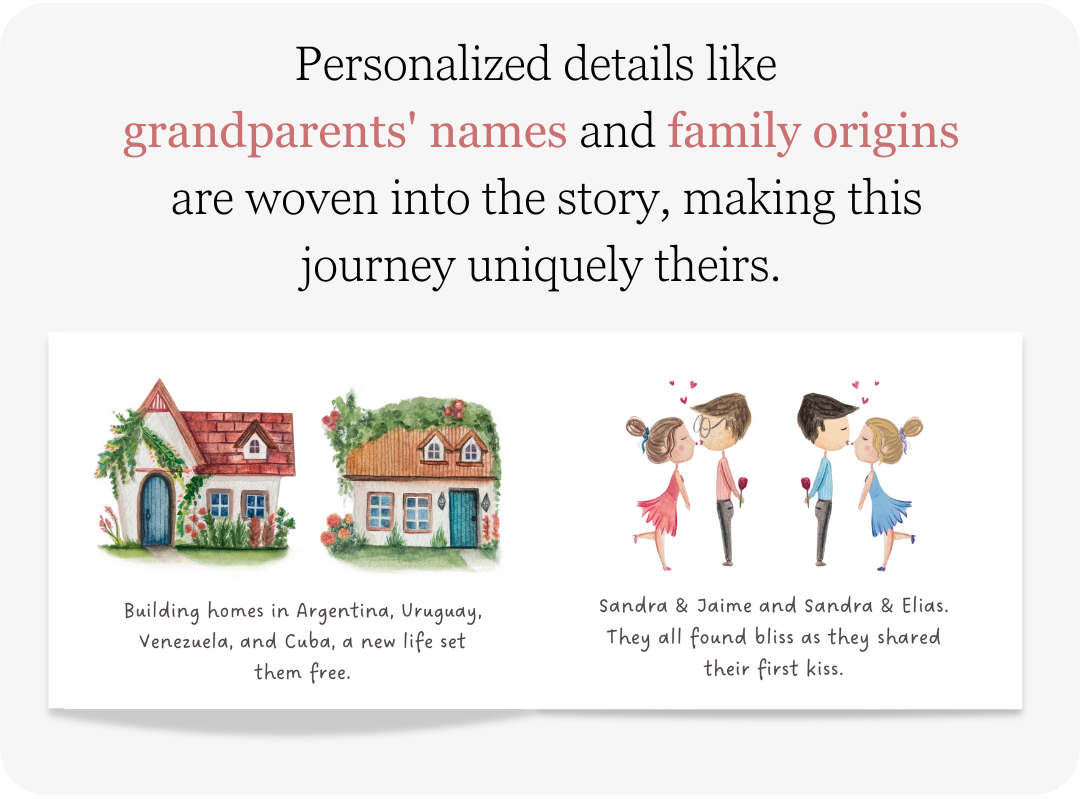 Personalized details like
grandparents' names and family origins
are woven into the story, making this
journey uniquely theirs.
Building homes in Argentina, Uruguay,
Venezuela, and Cuba, a new life set
them free.
Sandra & Jaime and Sandra & Elias.
They all found bliss as they shared
their first kiss.